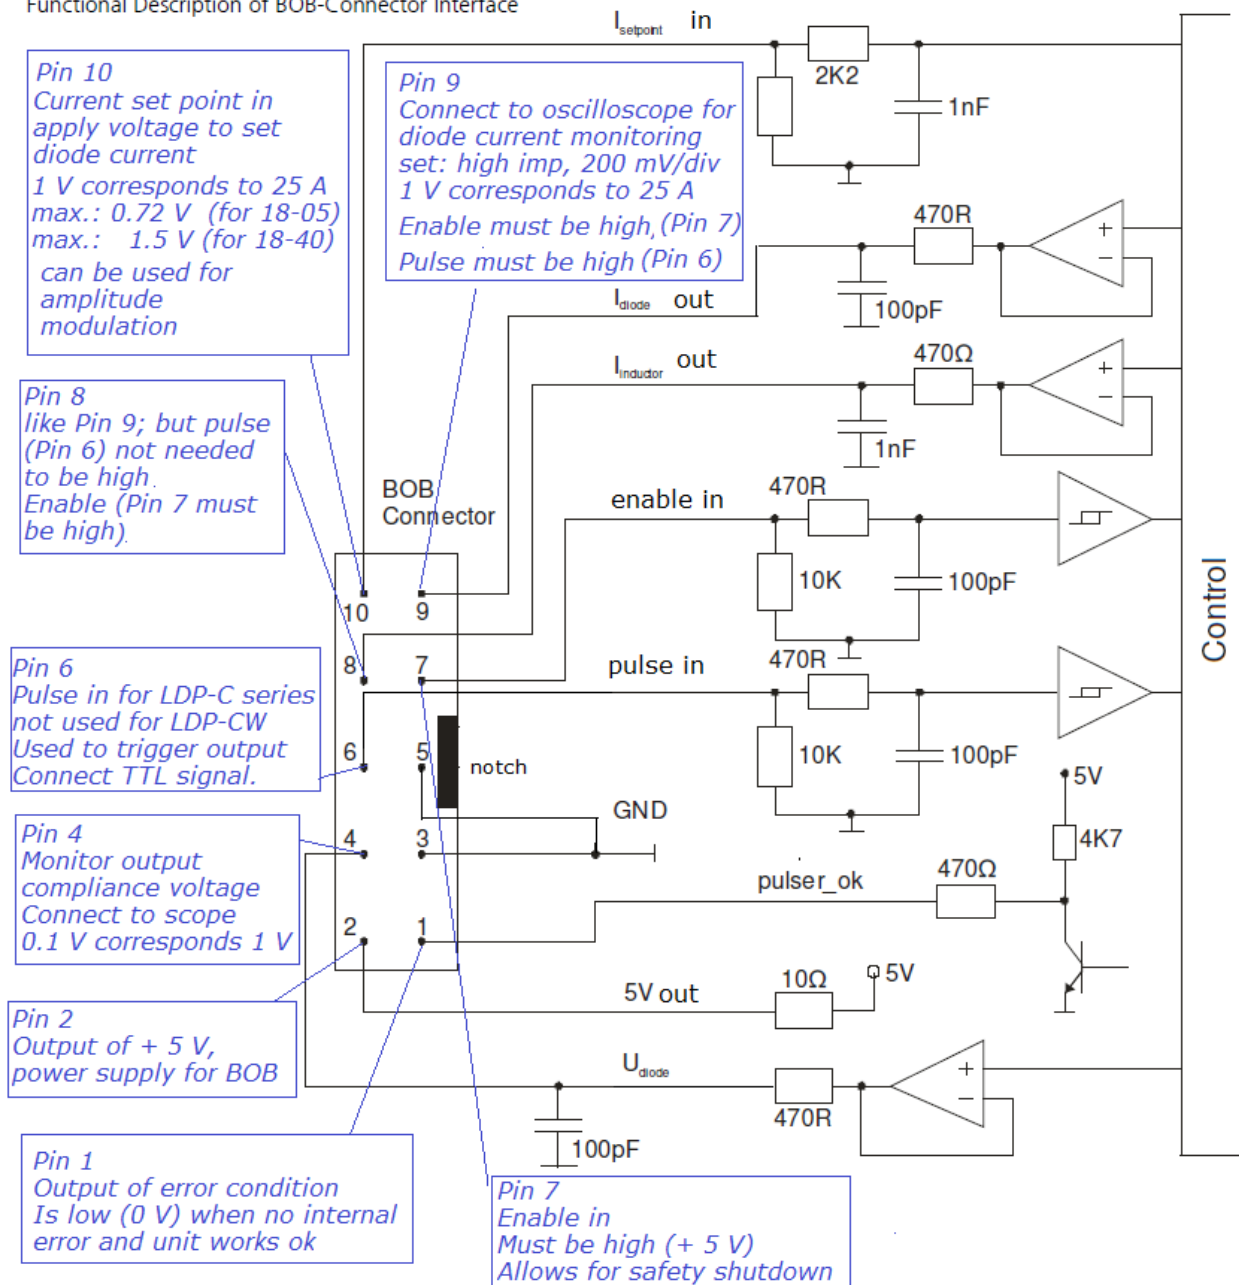 Functional Description of BOB-Connector Interface
I setpoint in
Pin 10
Current set point in
apply voltage to set
diode current
1 V corresponds to 25 A
max.: 0.72 V (for 18-05)
max.: 1.5 V (for 18-40)
can be used for
amplitude
modulation
Pin 9
Connect to oscilloscope for
diode current monitoring
set: high imp, 200 mV/div
1 V corresponds to 25 A
Enable must be high, (Pin 7)
Pulse must be high (Pin 6)
2K2
1nF
470R
+
−
100pF
I diode out
I inductor out
470Ω
+
−
1nF
Pin 8
like Pin 9; but pulse
(Pin 6) not needed
to be high
Enable (Pin 7 must
be high)
BOB
Connector
enable in
470R
10K
100pF
Control
10 9
8 7
6 5
4 3
2 1
notch
pulse in
470R
10K
100pF
Pin 6
Pulse in for LDP-C series
not used for LDP-CW
Used to trigger output
Connect TTL signal.
GND
5V
4K7
Pin 4
Monitor output
compliance voltage
Connect to scope
0.1 V corresponds 1 V
pulser_ok
470Ω
5V out
10Ω
5V
Pin 2
Output of + 5 V,
power supply for BOB
U diode
470R
+
−
100pF
Pin 1
Output of error condition
Is low (0 V) when no internal
error and unit works ok
Pin 7
Enable in
Must be high (+ 5 V)
Allows for safety shutdown